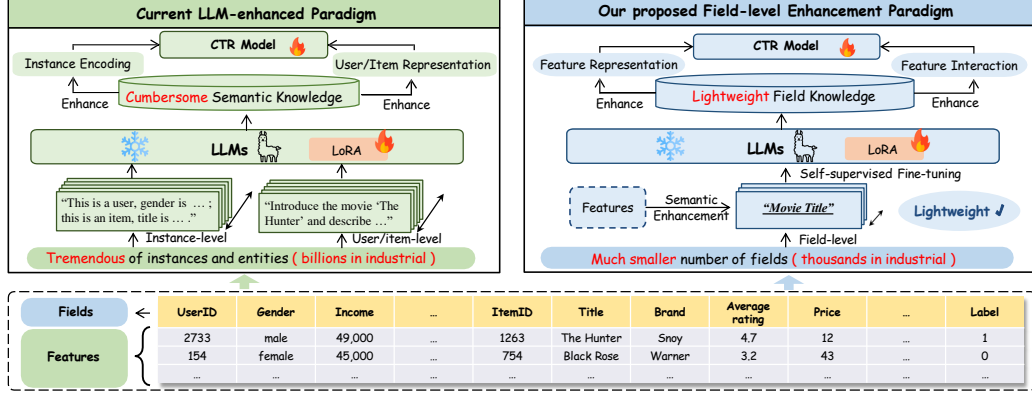 Current LLM-enhanced Paradigm
CTR Model
Instance Encoding
User/Item Representation
Enhance
Cumbersome Semantic Knowledge
Enhance
LLMs
LoRA
“This is a user, gender is … ;
this is an item, title is … .”
“Introduce the movie ‘The
Hunter’ and describe …”
Instance-level
User/item-level
Tremendous of instances and entities ( billions in industrial )
Our proposed Field-level Enhancement Paradigm
CTR Model
Feature Representation
Feature Interaction
Enhance
Lightweight Field Knowledge
Enhance
LLMs
LoRA
Self-supervised Fine-tuning
Features
Semantic
Enhancement
“Movie Title”
Lightweight ✓
Field-level
Much smaller number of fields ( thousands in industrial )
Fields
UserID Gender Income … ItemID Title Brand Average rating Price … Label
Features
2733 male 49,000 … 1263 The Hunter Snoy 4.7 12 … 1
154 female 45,000 … 754 Black Rose Warner 3.2 43 … 0
… … … … … … … … … … …